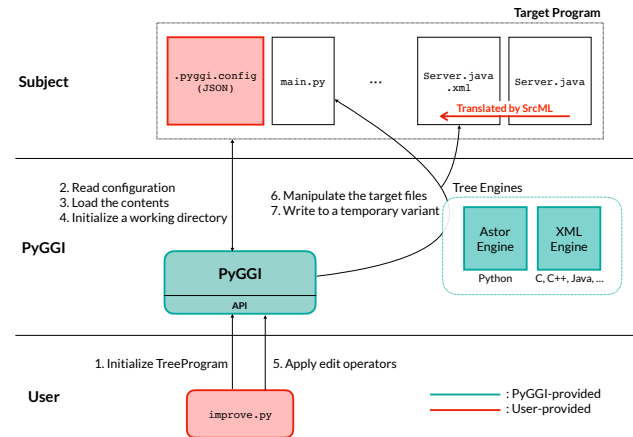 Target Program
Subject
.pyggi.config
(JSON)
main.py
...
Server.java
.xml
Server.java
Translated by SrcML
2. Read configuration
3. Load the contents
4. Initialize a working directory
6. Manipulate the target files
7. Write to a temporary variant
Tree Engines
Astor
Engine
XML
Engine
Python
C, C++, Java, ...
PyGGI
PyGGI
API
1. Initialize TreeProgram
5. Apply edit operators
User
improve.py
: PyGGI-provided
: User-provided